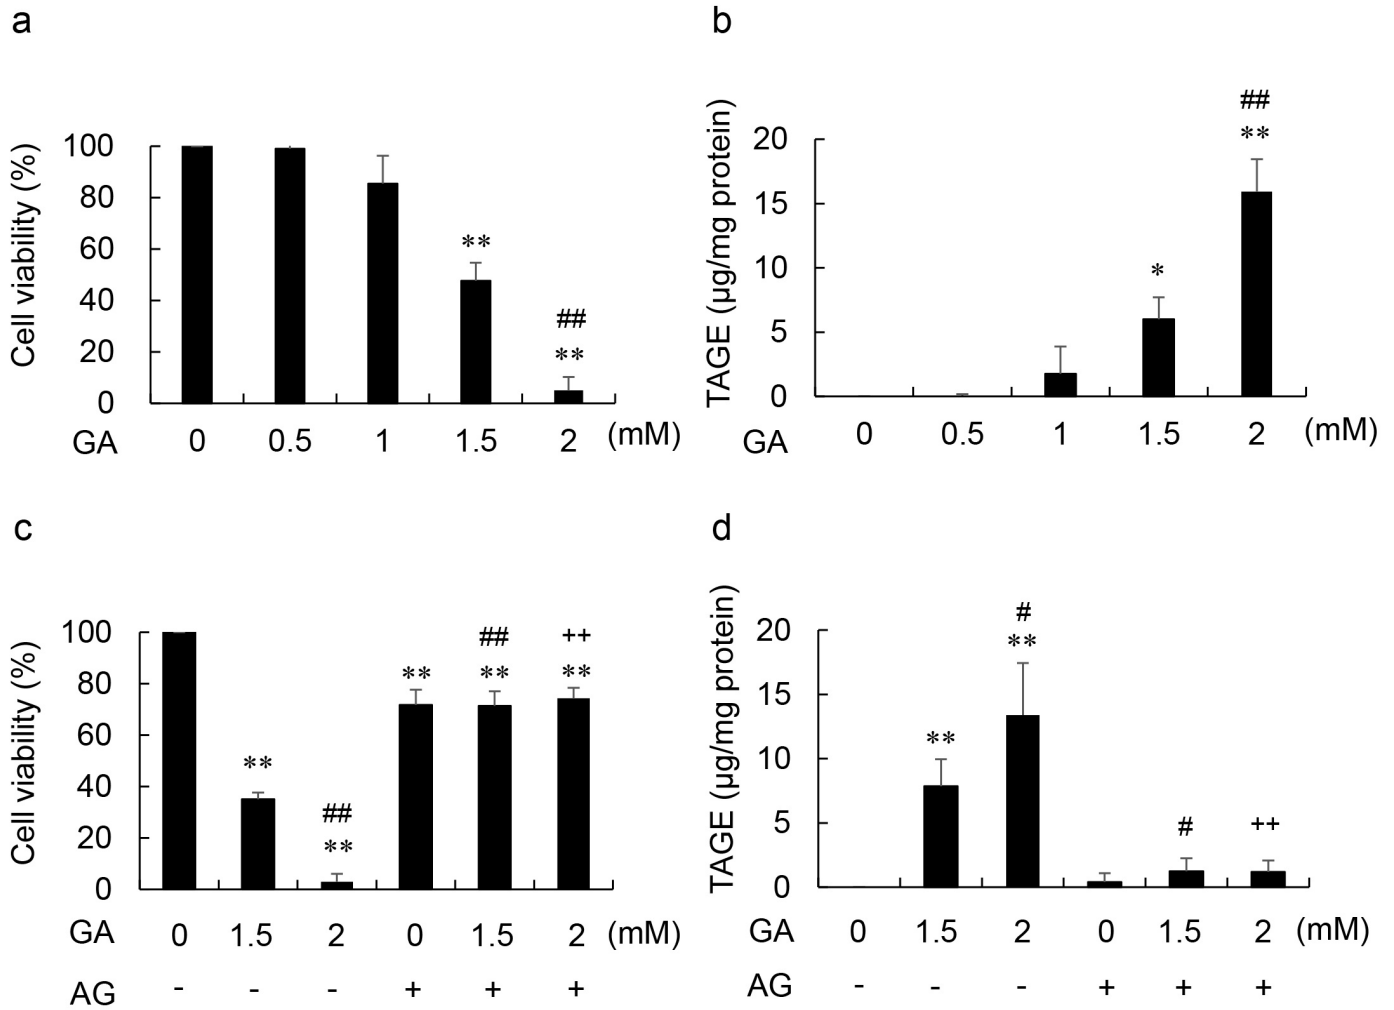 a
Cell viability (%)
100
80
60
40
20
0
**
##
**
GA 0 0.5 1 1.5 2 (mM)
b
TAGE (μg/mg protein)
20
15
10
5
0
*
##
**
GA 0 0.5 1 1.5 2 (mM)
c
Cell viability (%)
100
80
60
40
20
0
**
##
**
**
##
**
++
**
GA 0 1.5 2 0 1.5 2 (mM)
AG - - - + + +
d
TAGE (μg/mg protein)
20
15
10
5
0
**
#
**
#
++
GA 0 1.5 2 0 1.5 2 (mM)
AG - - - + + +